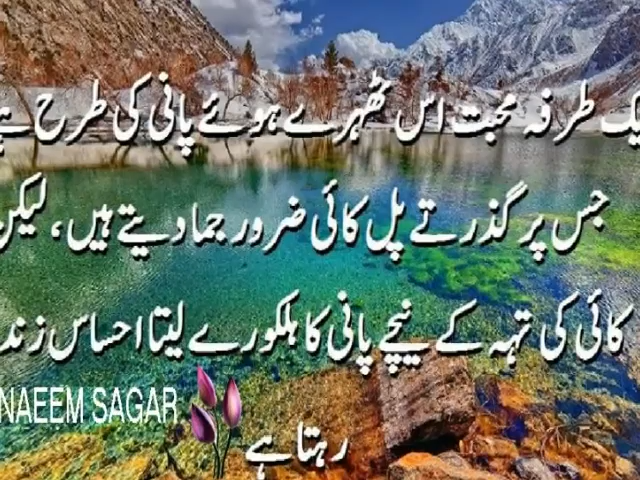 یک طرفہ محبت اس ٹھہرے ہوئے پانی کی طرح ہے
جس پر گذرتے پل کائی ضرور جما دیتے ہیں، لیکن
کائی کی تہہ کے نیچے پانی کا ہلکورے لیتا احساس زند
NAEEM SAGAR
رہتا ہے